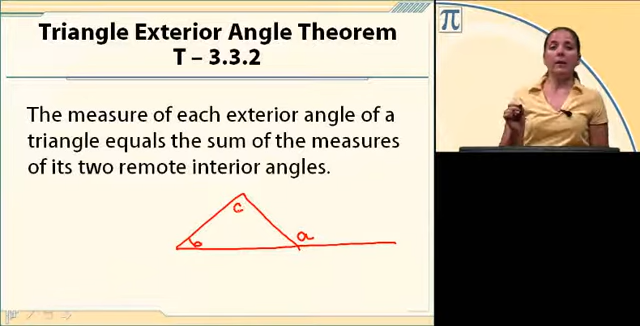 Triangle Exterior Angle Theorem
T – 3.3.2
π
The measure of each exterior angle of a
triangle equals the sum of the measures
of its two remote interior angles.
c
b
a